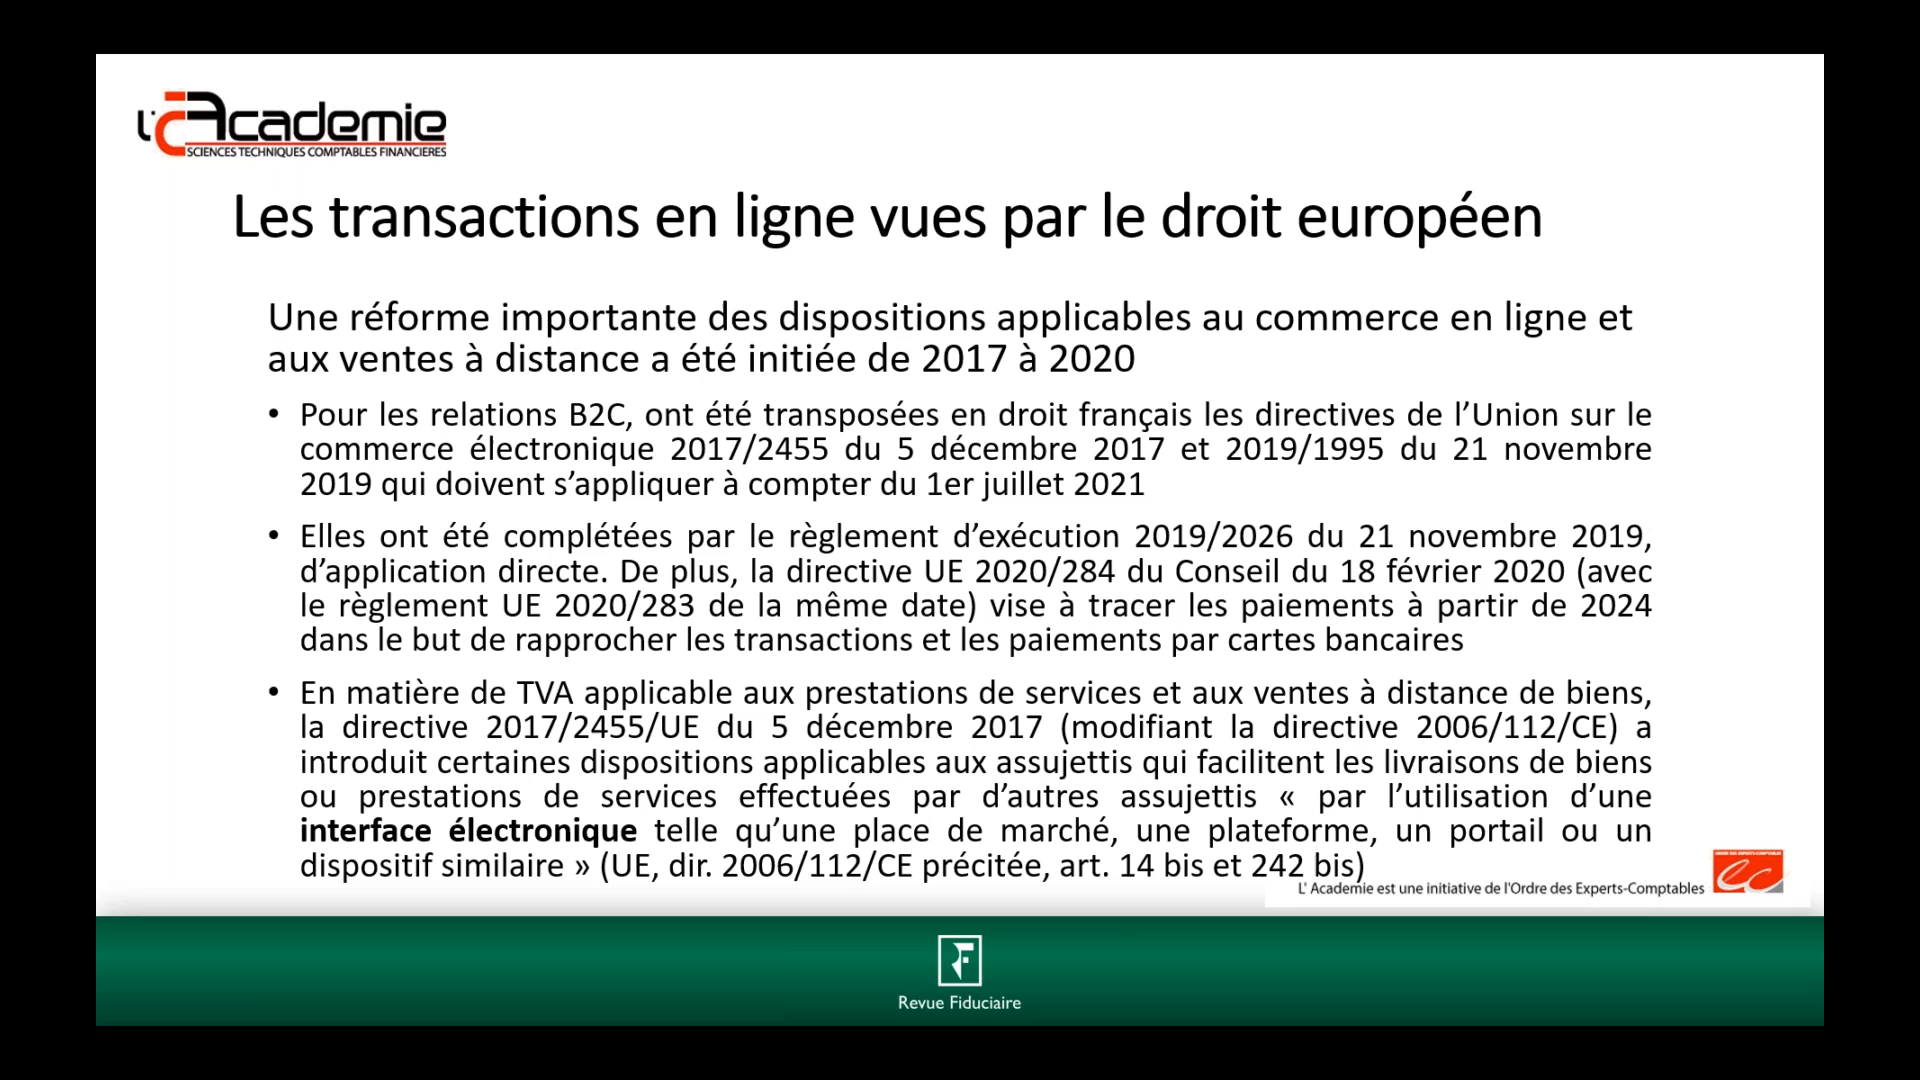 L'Academie
SCIENCES TECHNIQUES COMPTABLES FINANCIERES
Les transactions en ligne vues par le droit européen
Une réforme importante des dispositions applicables au commerce en ligne et
aux ventes à distance a été initiée de 2017 à 2020
• Pour les relations B2C, ont été transposées en droit français les directives de l’Union sur le
commerce électronique 2017/2455 du 5 décembre 2017 et 2019/1995 du 21 novembre
2019 qui doivent s’appliquer à compter du 1er juillet 2021
• Elles ont été complétées par le règlement d’exécution 2019/2026 du 21 novembre 2019,
d’application directe. De plus, la directive UE 2020/284 du Conseil du 18 février 2020 (avec
le règlement UE 2020/283 de la même date) vise à tracer les paiements à partir de 2024
dans le but de rapprocher les transactions et les paiements par cartes bancaires
• En matière de TVA applicable aux prestations de services et aux ventes à distance de biens,
la directive 2017/2455/UE du 5 décembre 2017 (modifiant la directive 2006/112/CE) a
introduit certaines dispositions applicables aux assujettis qui facilitent les livraisons de biens
ou prestations de services effectuées par d’autres assujettis « par l’utilisation d’une
interface électronique telle qu’une place de marché, une plateforme, un portail ou un
dispositif similaire » (UE, dir. 2006/112/CE précitée, art. 14 bis et 242 bis)
L' Academie est une initiative de l'Ordre des Experts-Comptables
ORDRE DES EXPERTS-COMPTABLES
ec
RF
Revue Fiduciaire